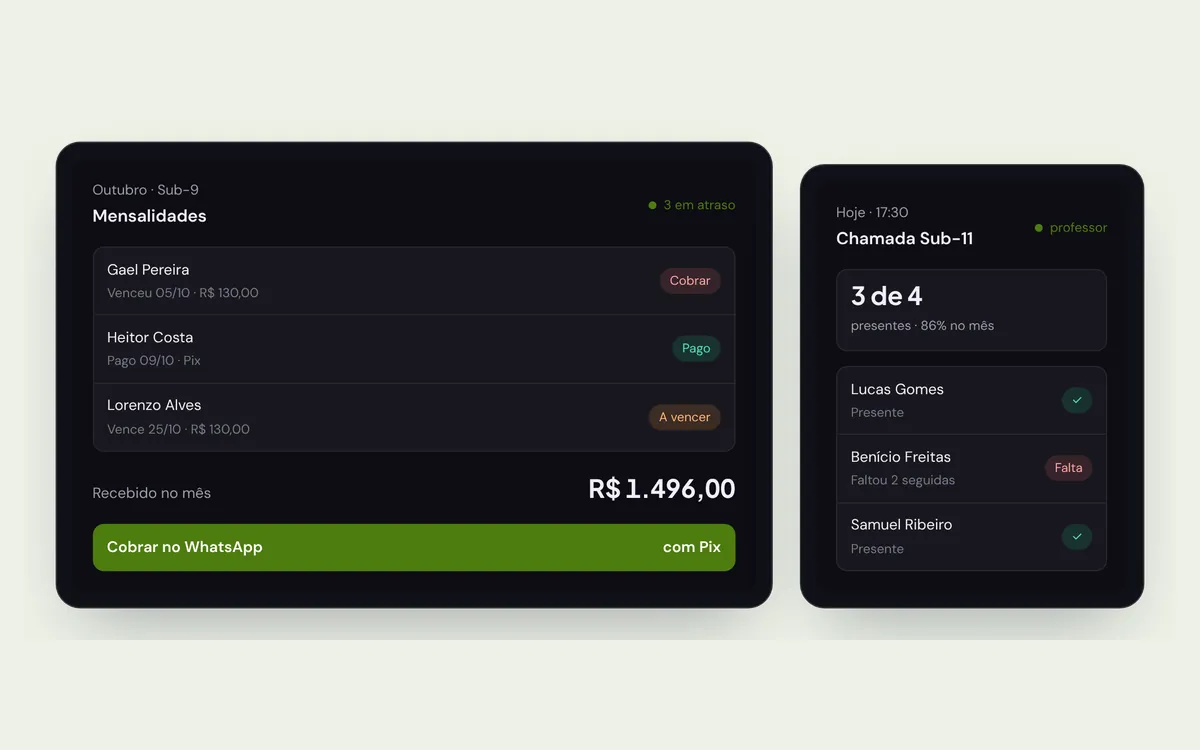 Outubro · Sub-9
Mensalidades
3 em atraso
Gael Pereira
Venceu 05/10 · R$ 130,00
Cobrar
Heitor Costa
Pago 09/10 · Pix
Pago
Lorenzo Alves
Vence 25/10 · R$ 130,00
A vencer
Recebido no mês
R$ 1.496,00
Cobrar no WhatsApp
com Pix
Hoje · 17:30
Chamada Sub-11
professor
3 de 4
presentes · 86% no mês
Lucas Gomes
Presente
Benício Freitas
Faltou 2 seguidas
Falta
Samuel Ribeiro
Presente